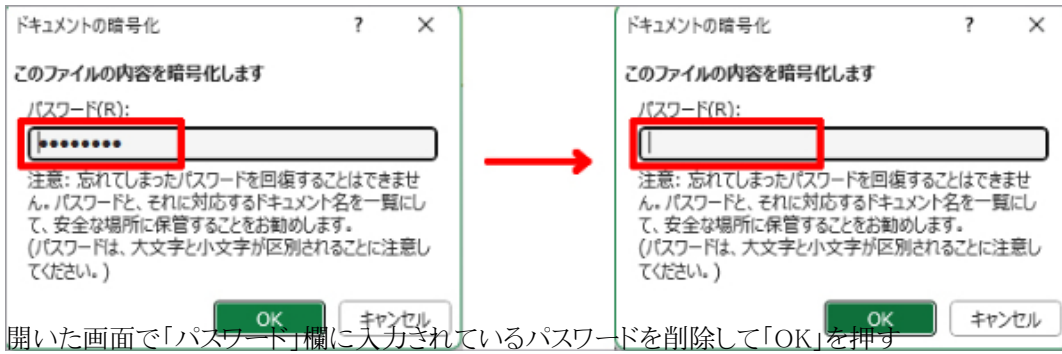 ドキュメントの暗号化 ? ×
このファイルの内容を暗号化します
パスワード(R):
••••••••
注意: 忘れてしまったパスワードを回復することはできませ
ん。パスワードと、それに対応するドキュメント名を一覧にし
て、安全な場所に保管することをお勧めします。
(パスワードは、大文字と小文字が区別されることに注意し
てください。)
OK キャンセル
ドキュメントの暗号化 ? ×
このファイルの内容を暗号化します
パスワード(R):
注意: 忘れてしまったパスワードを回復することはできませ
ん。パスワードと、それに対応するドキュメント名を一覧にし
て、安全な場所に保管することをお勧めします。
(パスワードは、大文字と小文字が区別されることに注意し
てください。)
OK キャンセル
開いた画面で「パスワード」欄に入力されているパスワードを削除して「OK」を押す